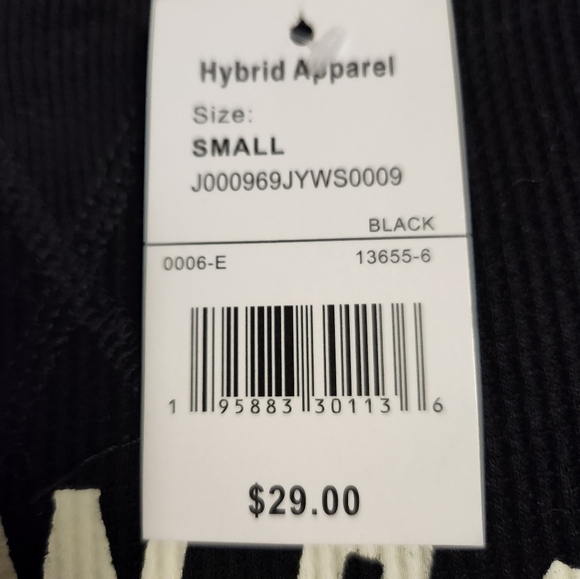 Hybrid Apparel
Size:
SMALL
J000969JYWS0009
BLACK
0006-E 13655-6
1 95883 30113 6
$29.00